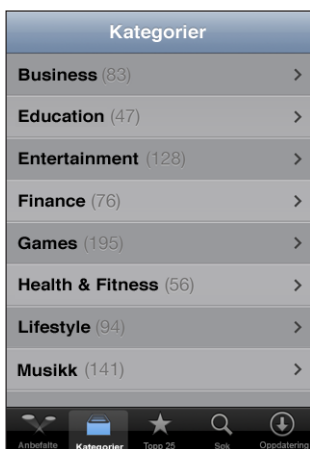 Kategorier
Business (83)
Education (47)
Entertainment (128)
Finance (76)
Games (195)
Health & Fitness (56)
Lifestyle (94)
Musikk (141)
Anbefalte Kategorier Topp 25 Søk Oppdatering